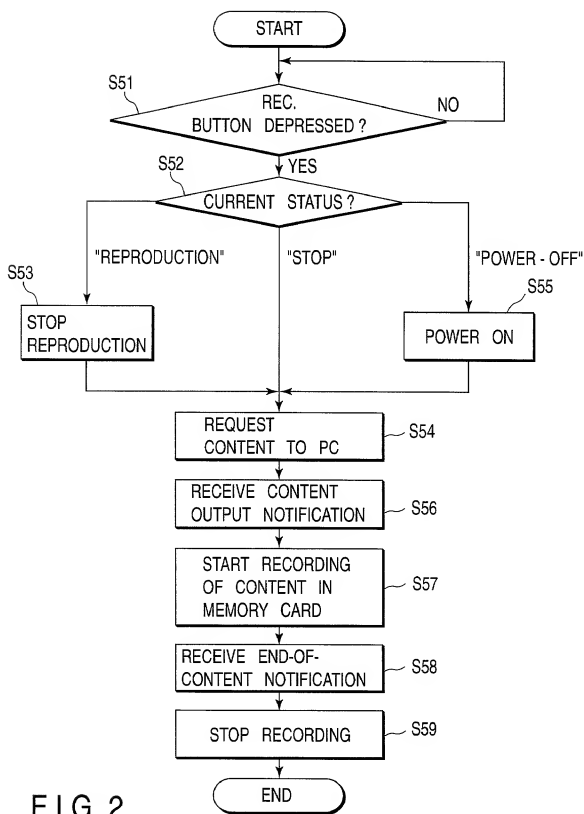 START
S51
REC.
BUTTON DEPRESSED?
NO
YES
S52
CURRENT STATUS?
"REPRODUCTION"
"STOP"
"POWER - OFF"
S53
STOP
REPRODUCTION
S55
POWER ON
REQUEST
CONTENT TO PC
S54
RECEIVE CONTENT
OUTPUT NOTIFICATION
S56
START RECORDING
OF CONTENT IN
MEMORY CARD
S57
RECEIVE END-OF-
CONTENT NOTIFICATION
S58
STOP RECORDING
S59
END
FIG. 2